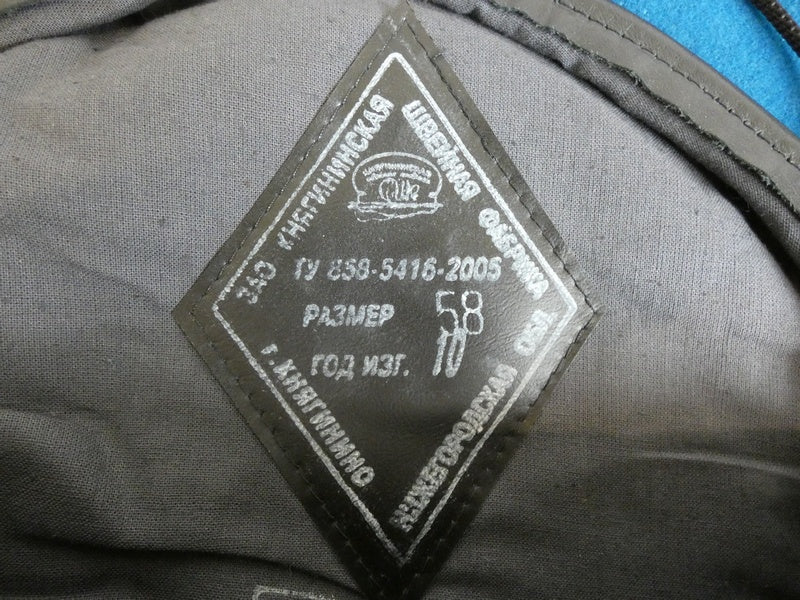 ЗАО КНЯГИНИНСКАЯ
ШВЕЙНАЯ ФАБРИКА
ТУ 858-5416-2005
РАЗМЕР 58
ГОД ИЗГ. 10
Г. КНЯГИНИНО
НИЖЕГОРОДСКАЯ ОБЛ.